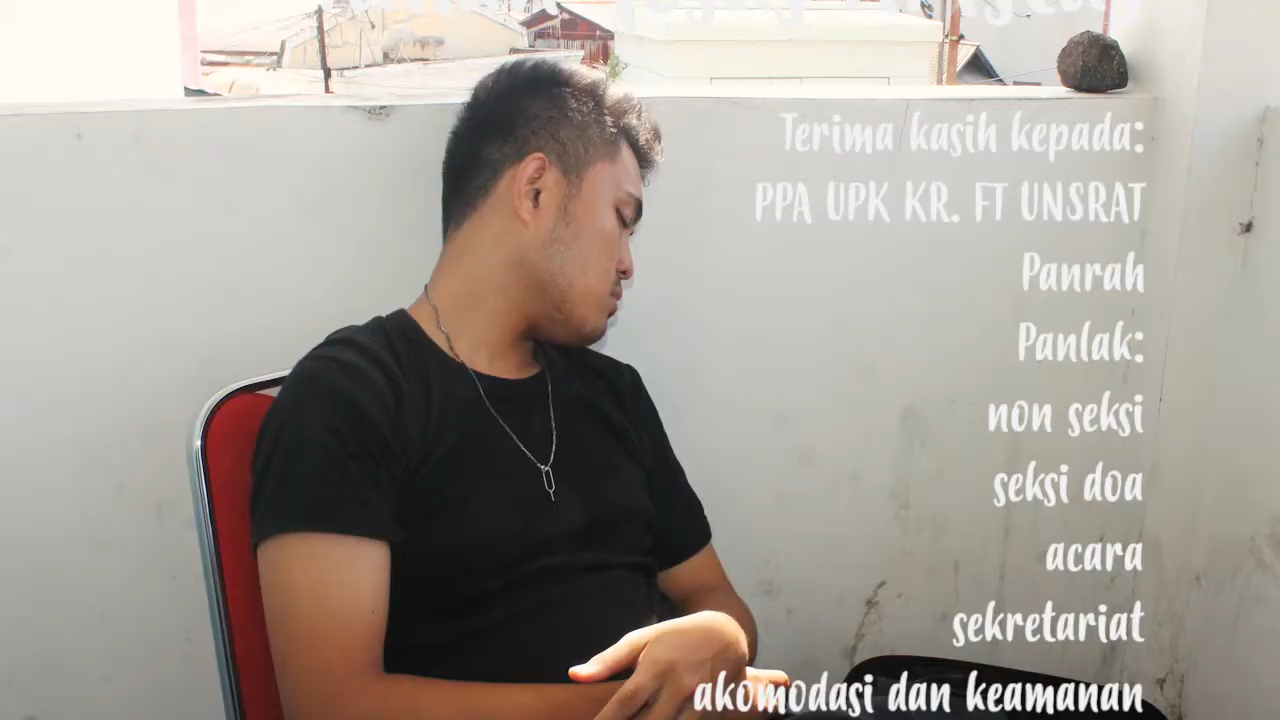 Terima kasih kepada:
PPA UPK KR. FT UNSRAT
Panrah
Panlak:
non seksi
seksi doa
acara
sekretariat
akomodasi dan keamanan